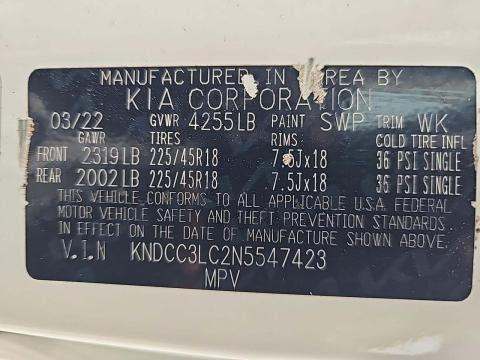 MANUFACTURED IN REA BY
KIA CORPORATION
03/22 GVWR 4255LB PAINT SWP TRIM WK
GAWR TIRES RIMS COLD TIRE INFL
FRONT 2319LB 225/45R18 7.5Jx18 36 PSI SINGLE
REAR 2002LB 225/45R18 7.5Jx18 36 PSI SINGLE
THIS VEHICLE CONFORMS TO ALL APPLICABLE U.S.A. FEDERAL
MOTOR VEHICLE SAFETY AND THEFT PREVENTION STANDARDS
IN EFFECT ON THE DATE OF MANUFACTURE SHOWN ABOVE.
V.I.N KNDCC3LC2N5547423
MPV